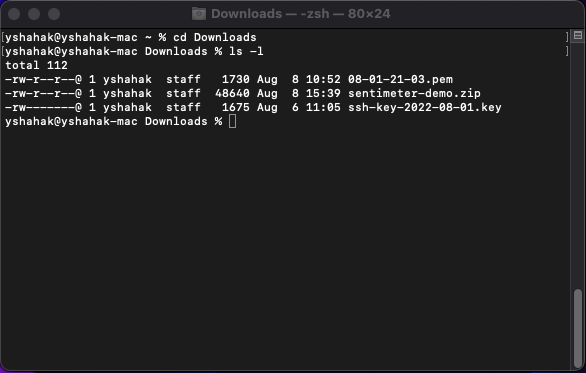 Downloads — -zsh — 80×24
[yshahak@yshahak-mac ~ % cd Downloads ]
[yshahak@yshahak-mac Downloads % ls -l ]
total 112
-rw-r--r--@ 1 yshahak  staff   1730 Aug  8 10:52 08-01-21-03.pem
-rw-r--r--@ 1 yshahak  staff  48640 Aug  8 15:39 sentimeter-demo.zip
-rw-------@ 1 yshahak  staff   1675 Aug  6 11:05 ssh-key-2022-08-01.key
yshahak@yshahak-mac Downloads %